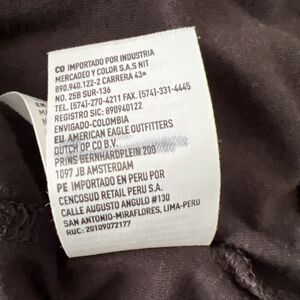 CO IMPORTADO POR INDUSTRIA
MERCADEO Y COLOR S.A.S NIT
890.940.122-2 CARRERA 43ª
NO. 25B SUR-136
TEL. (574)-270-4211 FAX. (574)-331-4445
REGISTRO SIC: 890940122
ENVIGADO-COLOMBIA
EU AMERICAN EAGLE OUTFITTERS
DUTCH OP CO B.V.
PRINS BERNHARDPLEIN 200
1097 JB AMSTERDAM
PE IMPORTADO EN PERU POR
CENCOSUD RETAIL PERU S.A.
CALLE AUGUSTO ANGULO #130
SAN ANTONIO-MIRAFLORES, LIMA-PERU
RUC: 20109072177